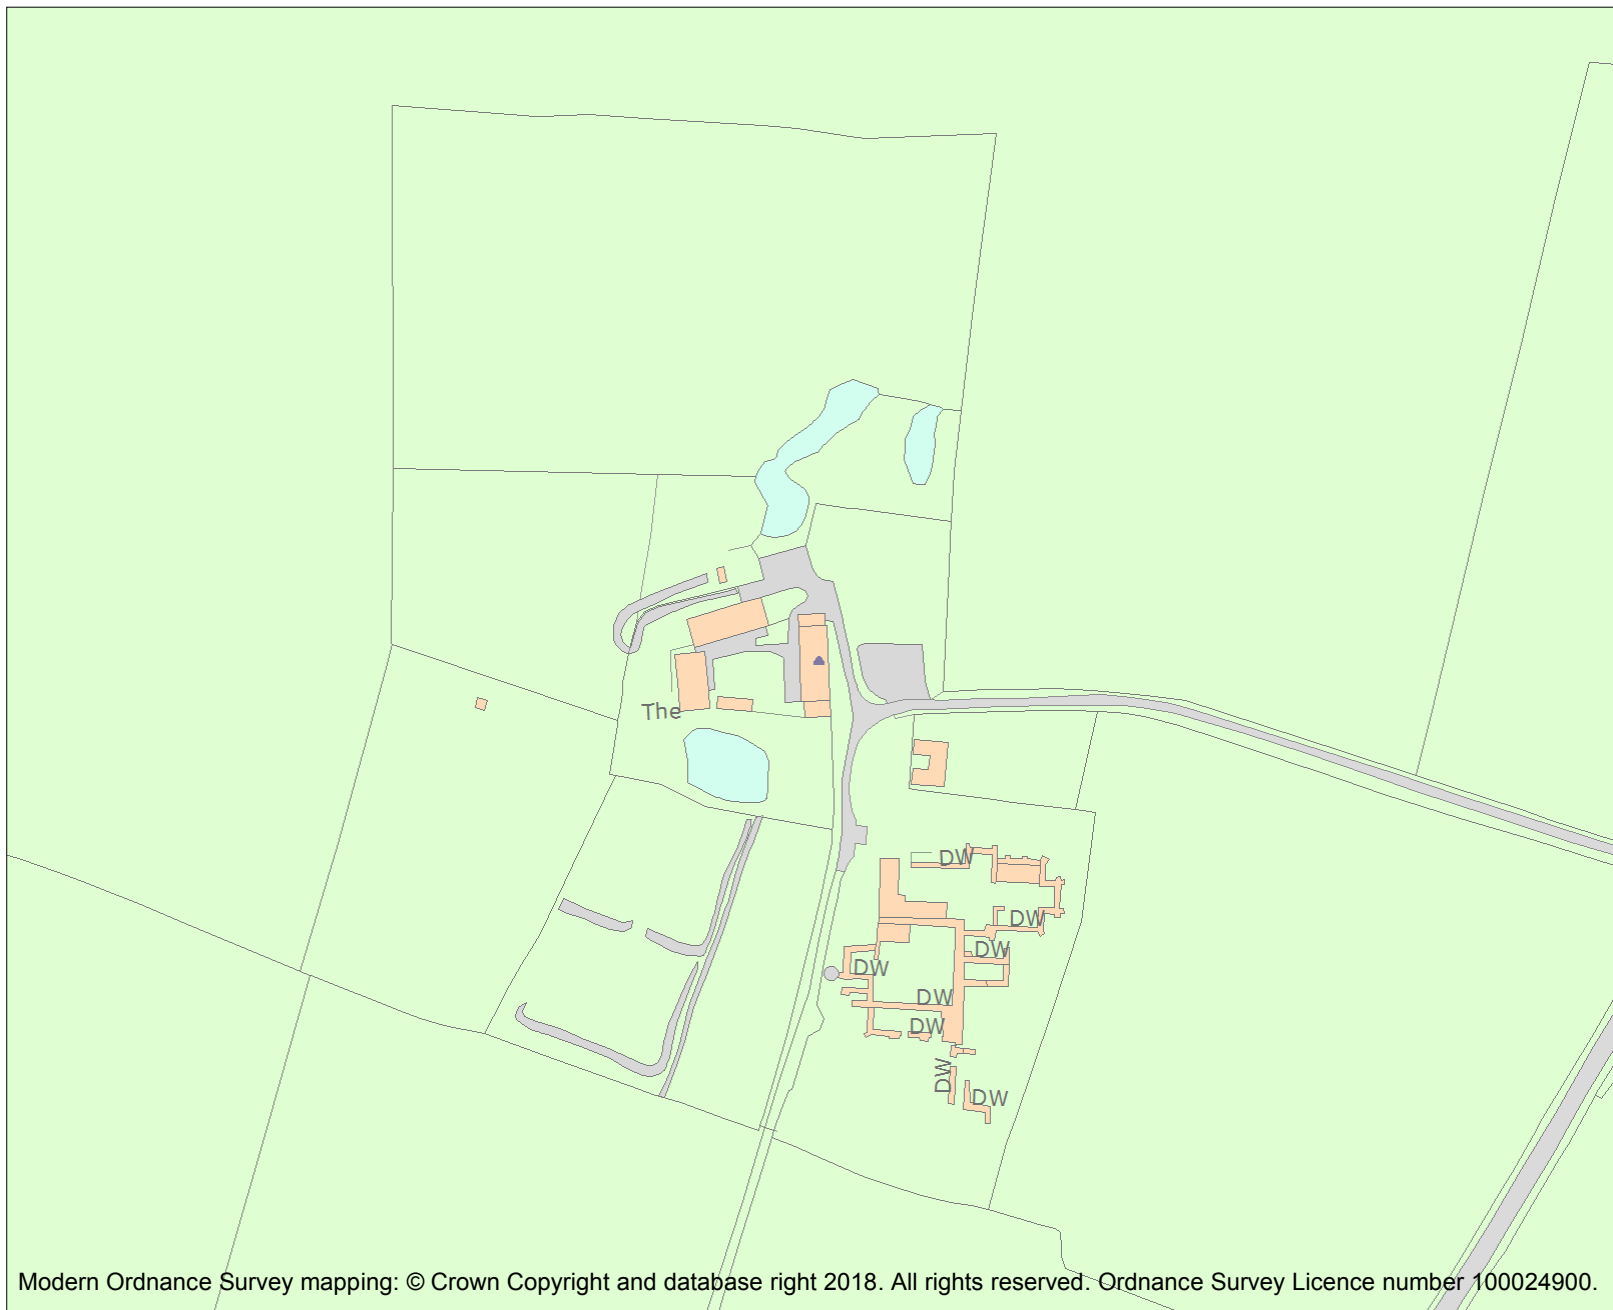 The
DW
DW
DW
DW
DW
DW
DW
DW
Modern Ordnance Survey mapping: © Crown Copyright and database right 2018. All rights reserved. Ordnance Survey Licence number 100024900.